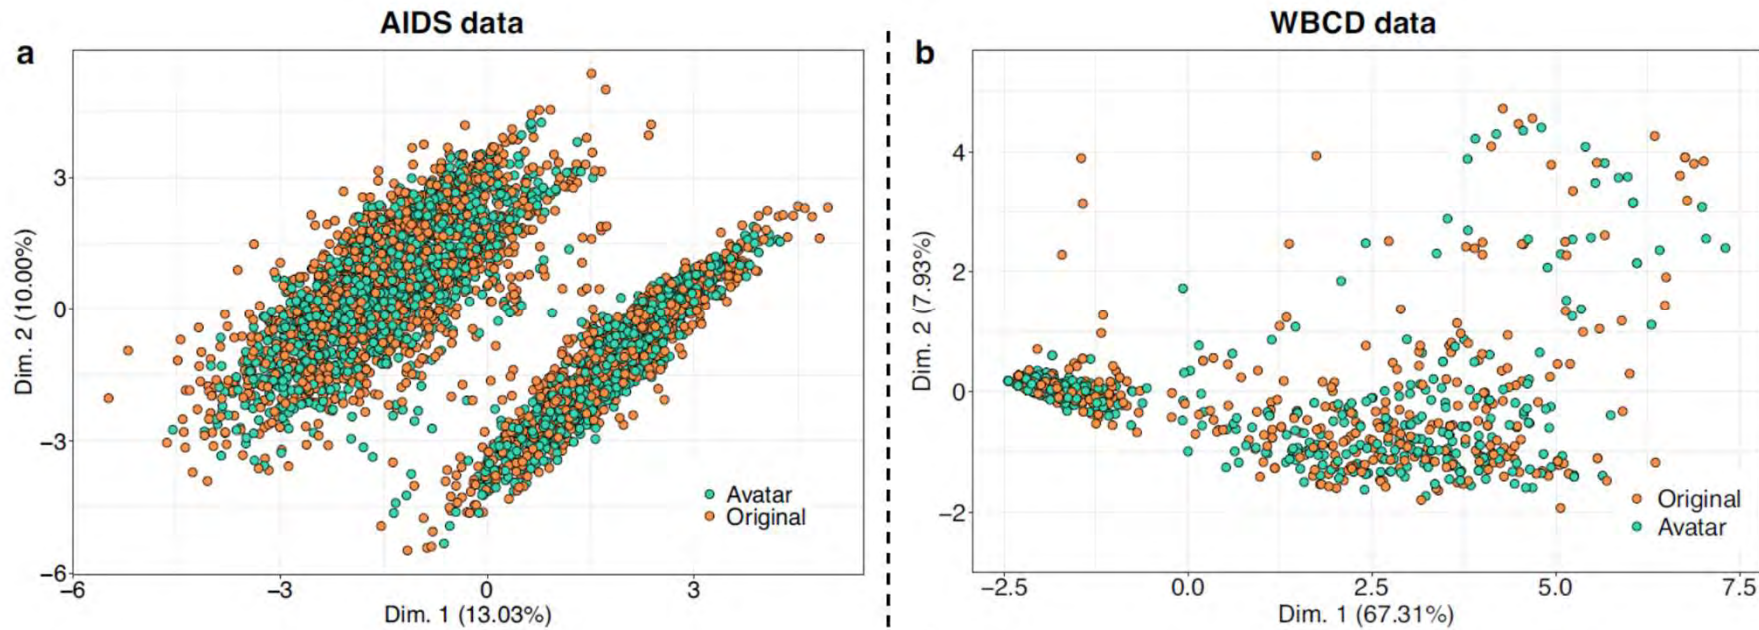 AIDS data
a
3
0
−3
−6
Dim. 2 (10.00%)
Avatar
Original
−6
−3
0
3
Dim. 1 (13.03%)
WBCD data
b
4
2
0
−2
Dim. 2 (7.93%)
Original
Avatar
−2.5
0.0
2.5
5.0
7.5
Dim. 1 (67.31%)